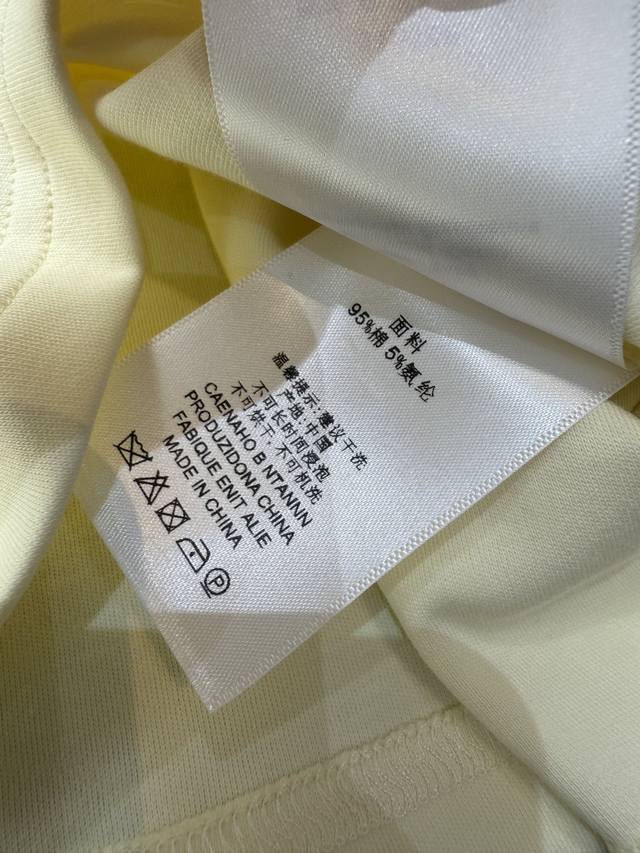 面料
95%棉 5%氨纶
温馨提示:建议干洗
产地:中国
不可长时间浸泡
不可烘干,不可机洗
CAENAHO B NTANNN
PRODUZIDONA CHINA
FABIQUE ENIT ALIE
MADE IN CHINA
P